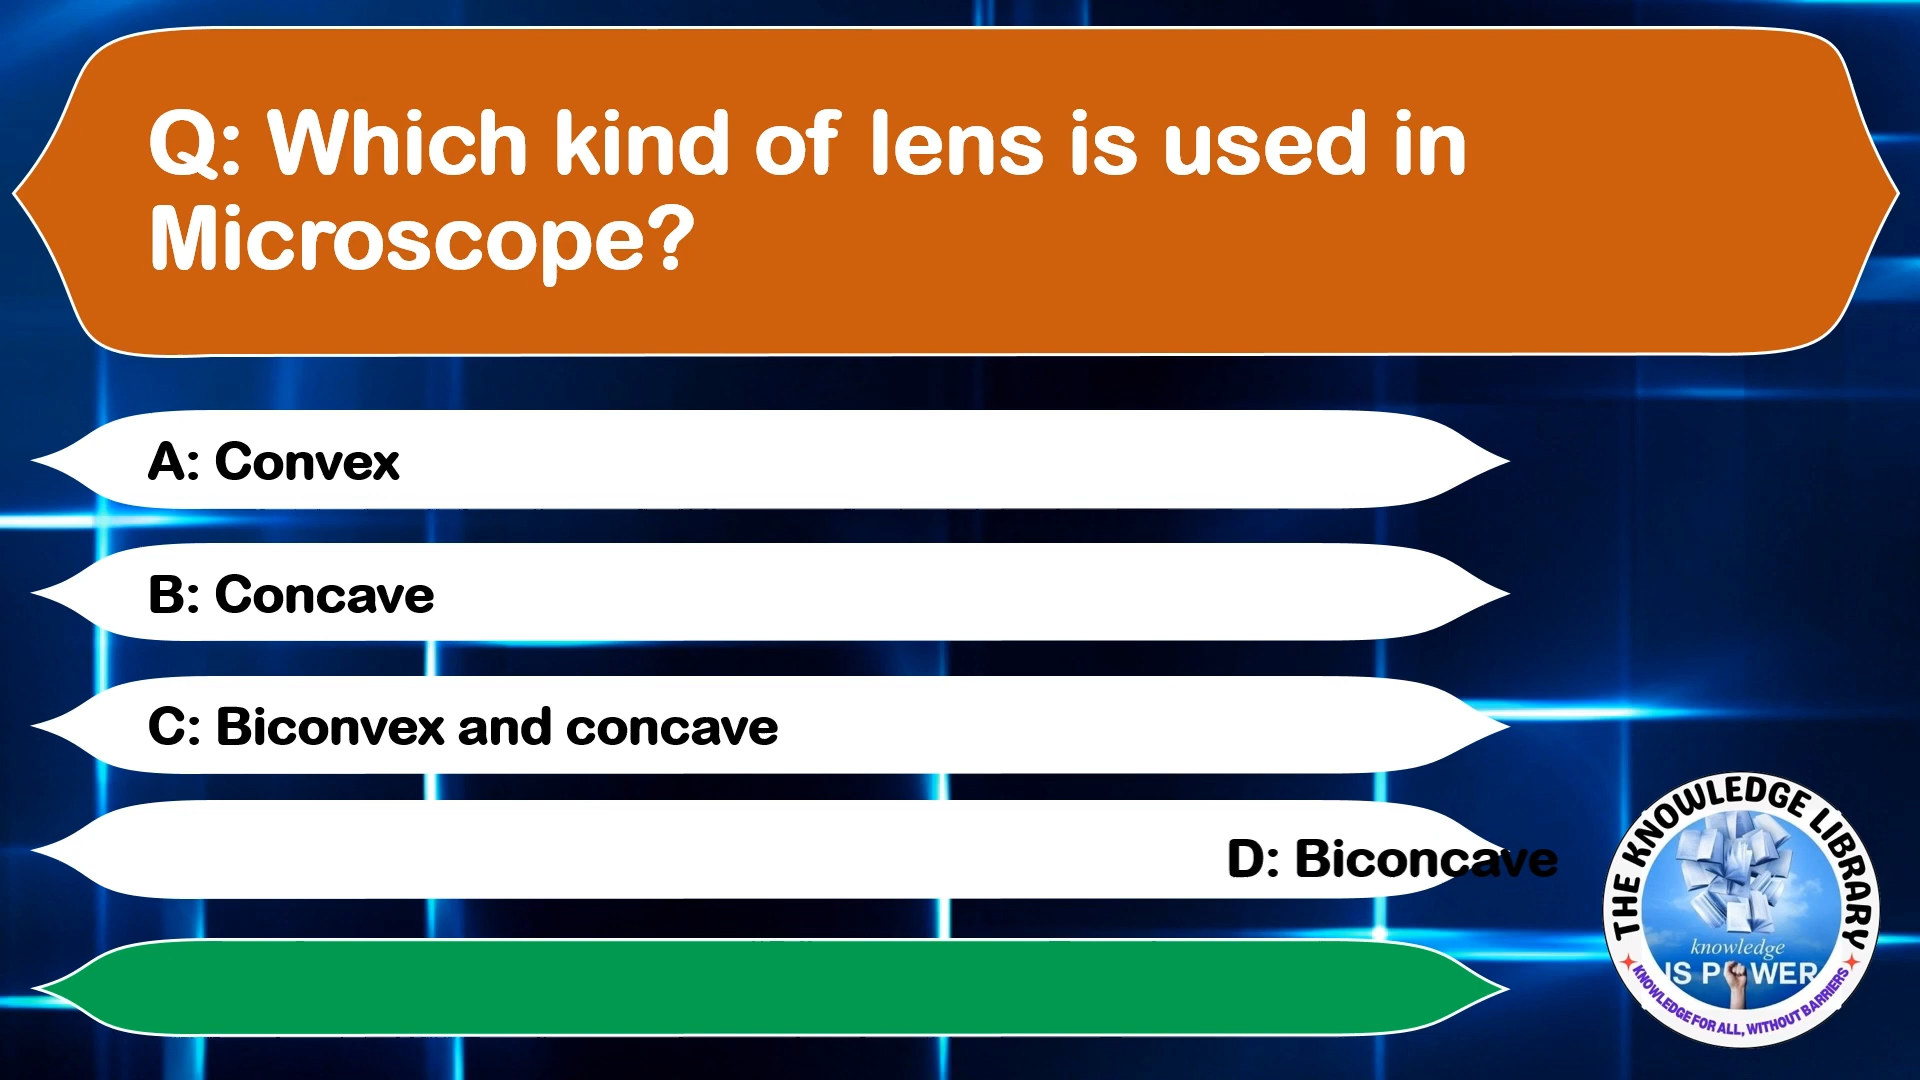 Q: Which kind of lens is used in
Microscope?
A: Convex
B: Concave
C: Biconvex and concave
D: Biconcave
THE KNOWLEDGE LIBRARY
knowledge
IS POWER
KNOWLEDGE FOR ALL, WITHOUT BARRIERS